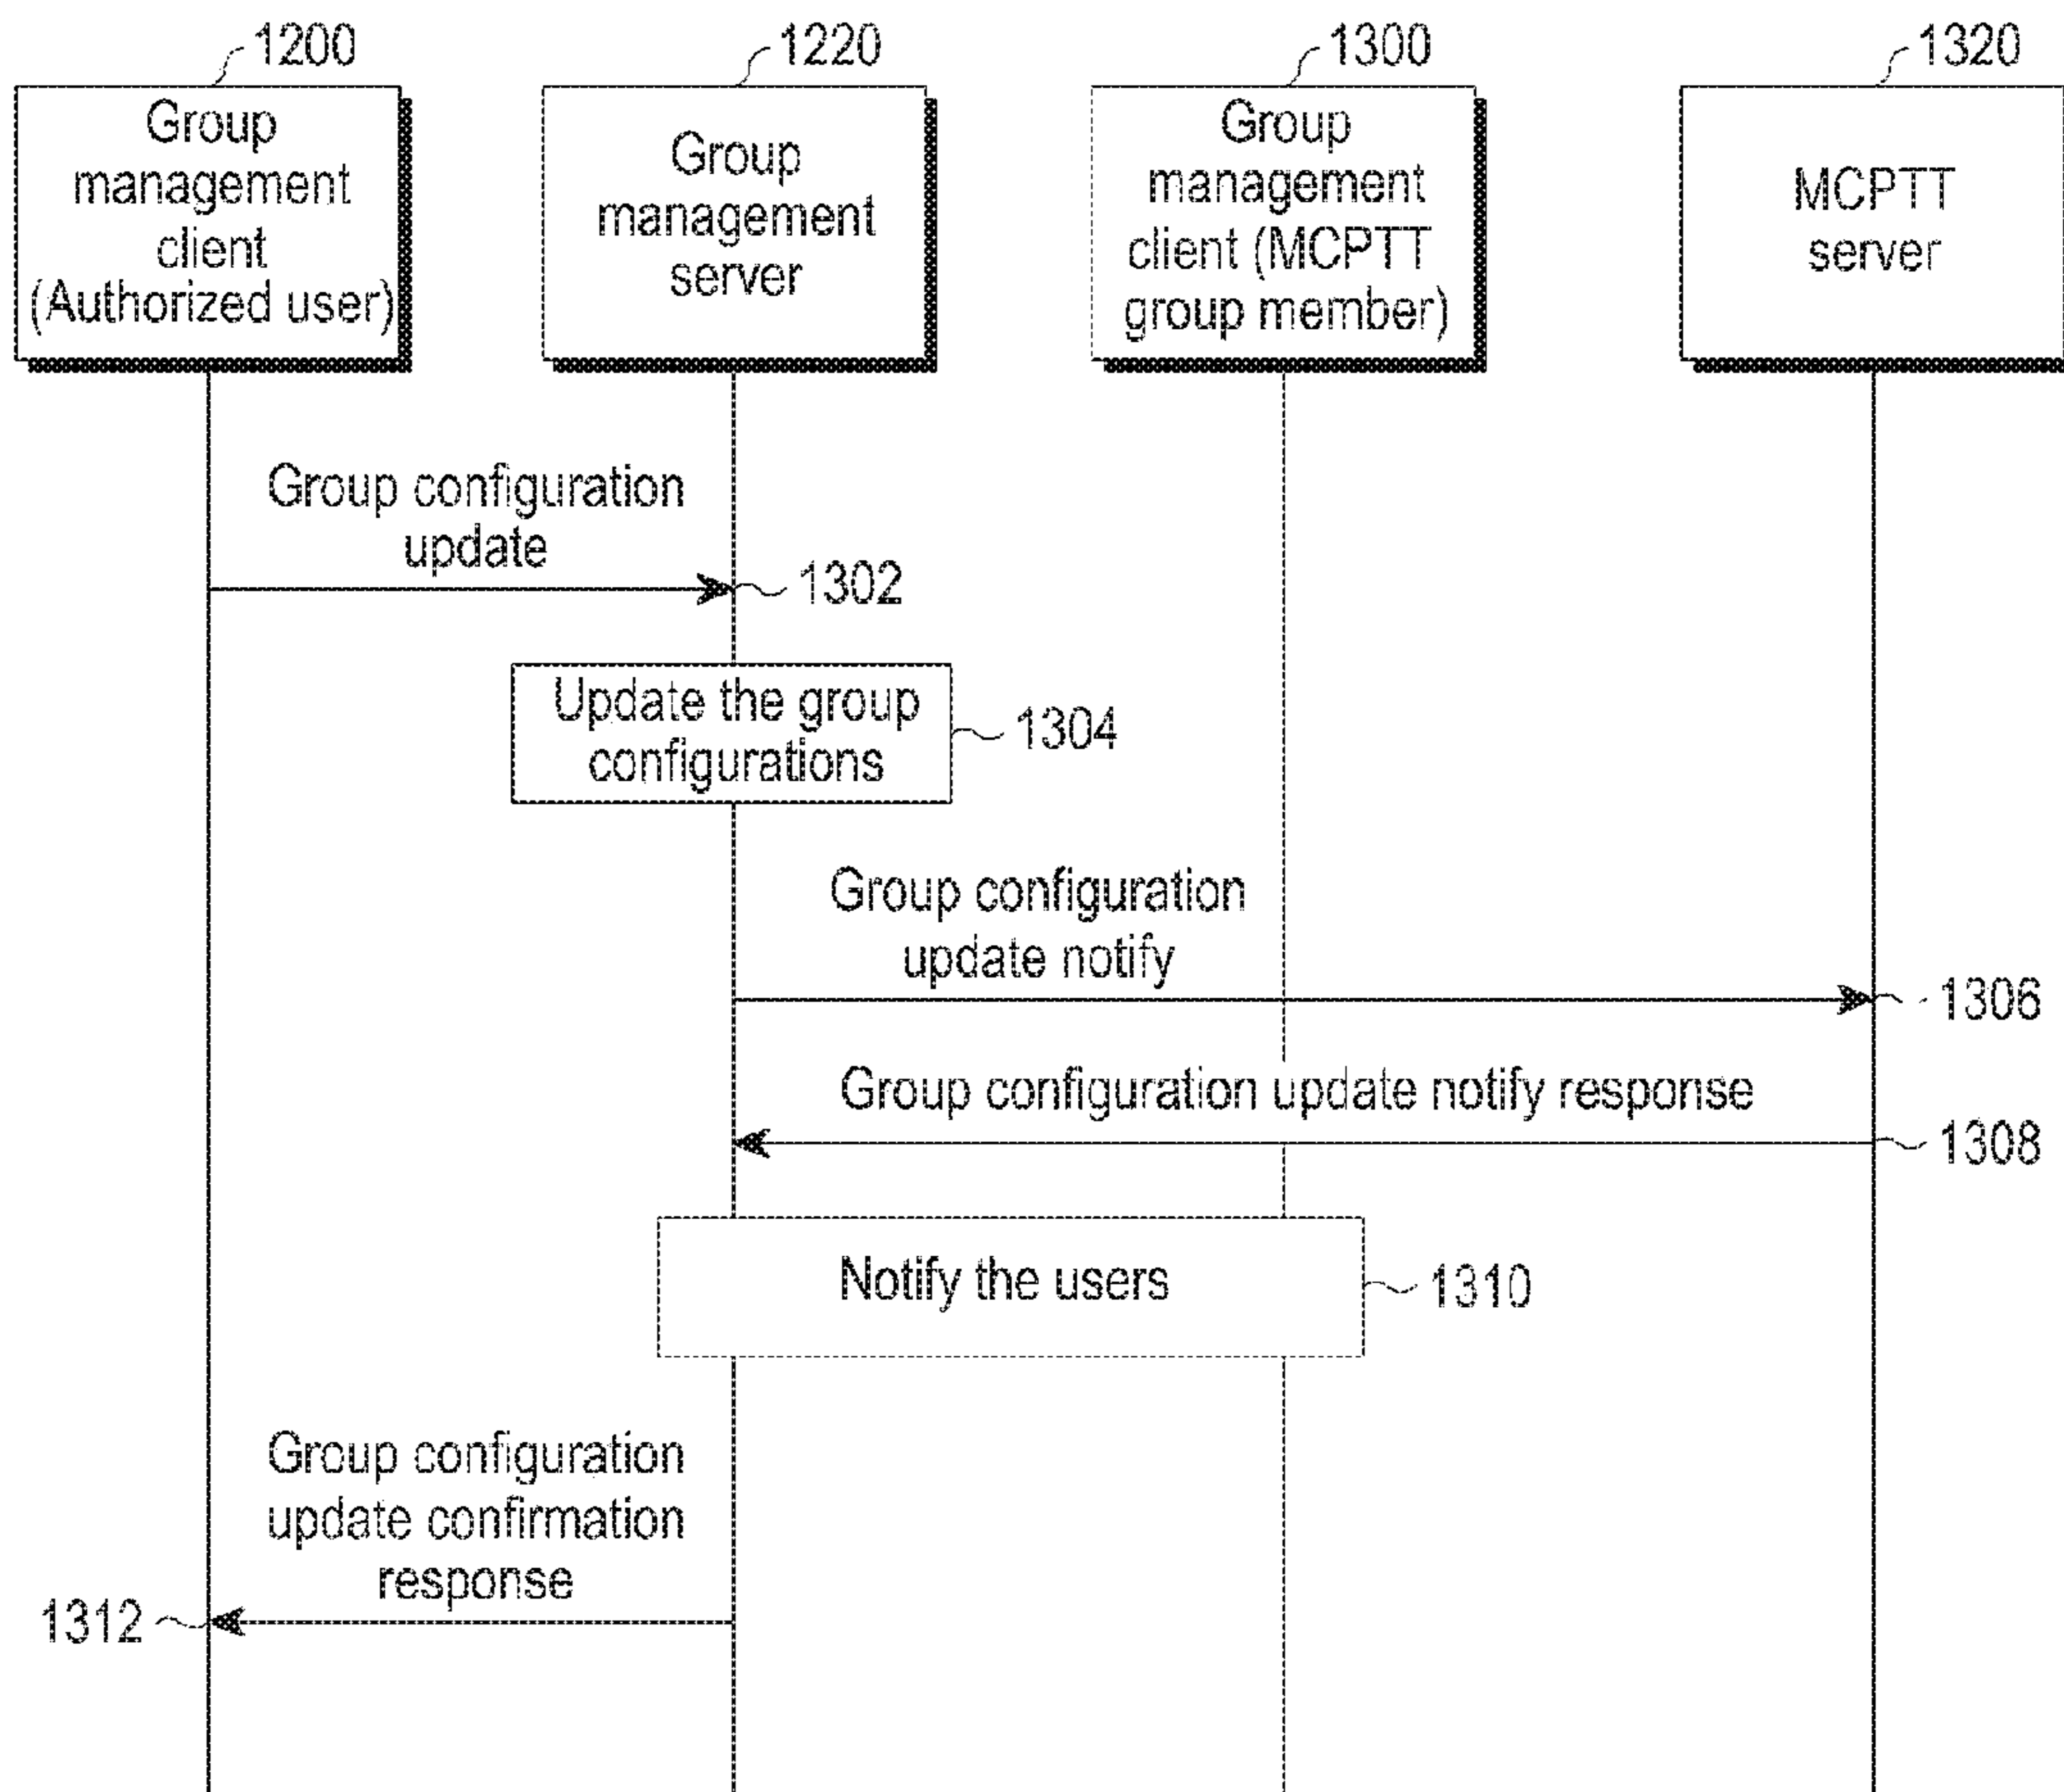 1200
1220
1300
1320
Group
management
client
(Authorized user)
Group
management
server
Group
management
client (MCPTT
group member)
MCPTT
server
Group configuration
update
1302
Update the group
configurations
1304
Group configuration
update notify
1306
Group configuration update notify response
1308
Notify the users
1310
Group configuration
update confirmation
response
1312